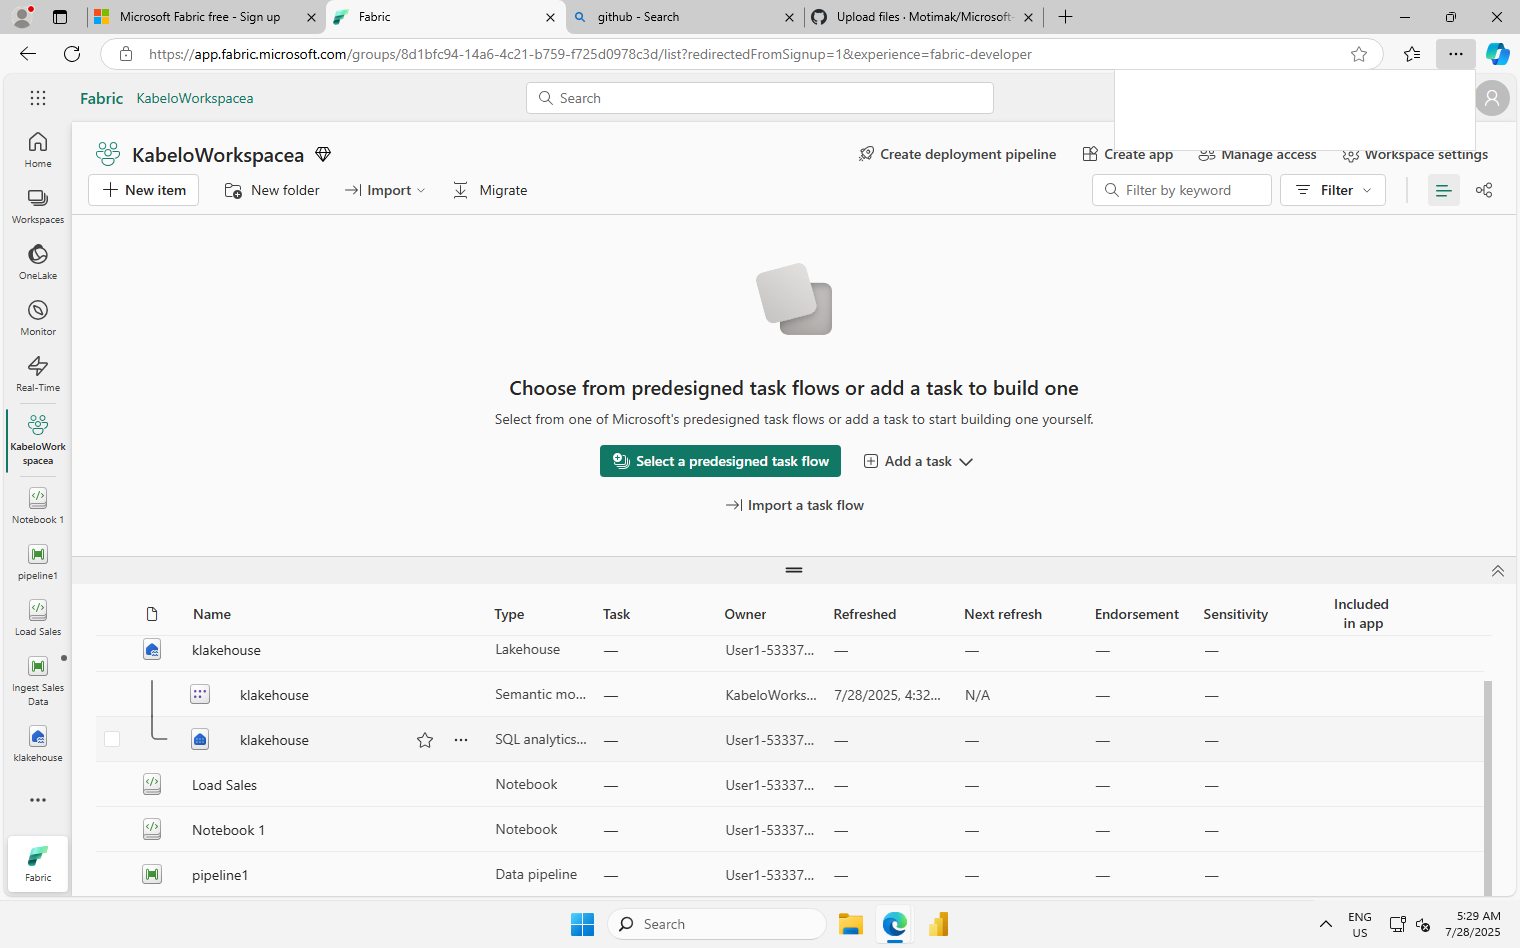 Microsoft Fabric free - Sign up
Fabric
github - Search
Upload files · Motimak/Microsoft-
https://app.fabric.microsoft.com/groups/8d1bfc94-14a6-4c21-b759-f725d0978c3d/list?redirectedFromSignup=1&experience=fabric-developer
Fabric KabeloWorkspacea
Search
Home
Workspaces
OneLake
Monitor
Real-Time
KabeloWork
spacea
Notebook 1
pipeline1
Load Sales
Ingest Sales
Data
klakehouse
Fabric
KabeloWorkspacea
Create deployment pipeline Create app Manage access Workspace settings
New item New folder Import Migrate
Filter by keyword Filter
Choose from predesigned task flows or add a task to build one
Select from one of Microsoft's predesigned task flows or add a task to start building one yourself.
Select a predesigned task flow Add a task
Import a task flow
Name Type Task Owner Refreshed Next refresh Endorsement Sensitivity Included
in app
klakehouse Lakehouse — User1-53337... — — — —
klakehouse Semantic mo... — KabeloWorks... 7/28/2025, 4:32... N/A — —
klakehouse SQL analytics... — User1-53337... — — — —
Load Sales Notebook — User1-53337... — — — —
Notebook 1 Notebook — User1-53337... — — — —
pipeline1 Data pipeline — User1-53337... — — — —
Search
ENG
US
5:29 AM
7/28/2025